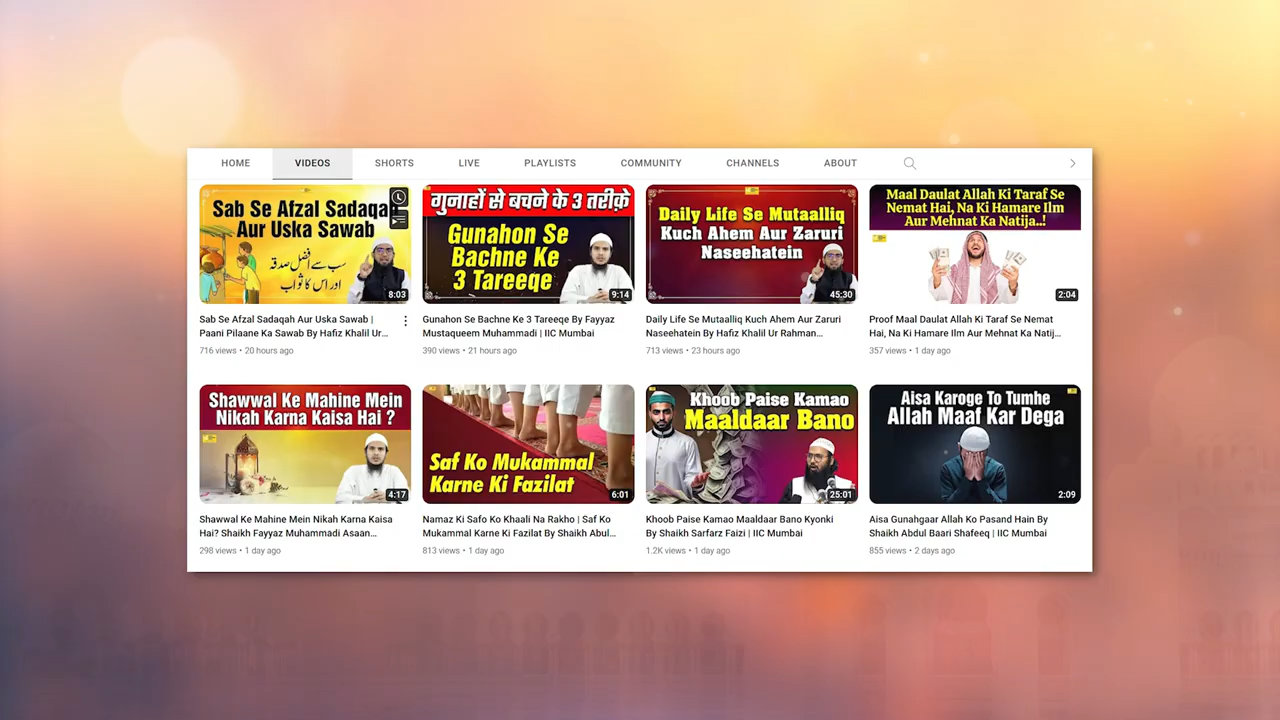 HOME
VIDEOS
SHORTS
LIVE
PLAYLISTS
COMMUNITY
CHANNELS
ABOUT
Sab Se Afzal Sadaqa
Aur Uska Sawab
سب سے افضل صدقہ
اور اس کا ثواب
8:03
Sab Se Afzal Sadaqah Aur Uska Sawab |
Paani Pilaane Ka Sawab By Hafiz Khalil Ur...
716 views • 20 hours ago
गुनाहों से बचने के 3 तरीक़े
Gunahon Se
Bachne Ke
3 Tareeqe
9:14
Gunahon Se Bachne Ke 3 Tareeqe By Fayyaz
Mustaqueem Muhammadi | IIC Mumbai
390 views • 21 hours ago
Daily Life Se Mutaalliq
Kuch Ahem Aur Zaruri
Naseehatein
45:30
Daily Life Se Mutaalliq Kuch Ahem Aur Zaruri
Naseehatein By Hafiz Khalil Ur Rahman...
713 views • 23 hours ago
Maal Daulat Allah Ki Taraf Se
Nemat Hai, Na Ki Hamare Ilm
Aur Mehnat Ka Natija..!
2:04
Proof Maal Daulat Allah Ki Taraf Se Nemat
Hai, Na Ki Hamare Ilm Aur Mehnat Ka Natij...
357 views • 1 day ago
Shawwal Ke Mahine Mein
Nikah Karna Kaisa Hai ?
4:17
Shawwal Ke Mahine Mein Nikah Karna Kaisa
Hai? Shaikh Fayyaz Muhammadi Asaan...
298 views • 1 day ago
Saf Ko Mukammal
Karne Ki Fazilat
6:01
Namaz Ki Safo Ko Khaali Na Rakho | Saf Ko
Mukammal Karne Ki Fazilat By Shaikh Abul...
813 views • 1 day ago
Khoob Paise Kamao
Maaldaar Bano
25:01
Khoob Paise Kamao Maaldaar Bano Kyonki
By Shaikh Sarfarz Faizi | IIC Mumbai
1.2K views • 1 day ago
Aisa Karoge To Tumhe
Allah Maaf Kar Dega
2:09
Aisa Gunahgaar Allah Ko Pasand Hain By
Shaikh Abdul Baari Shafeeq | IIC Mumbai
855 views • 2 days ago